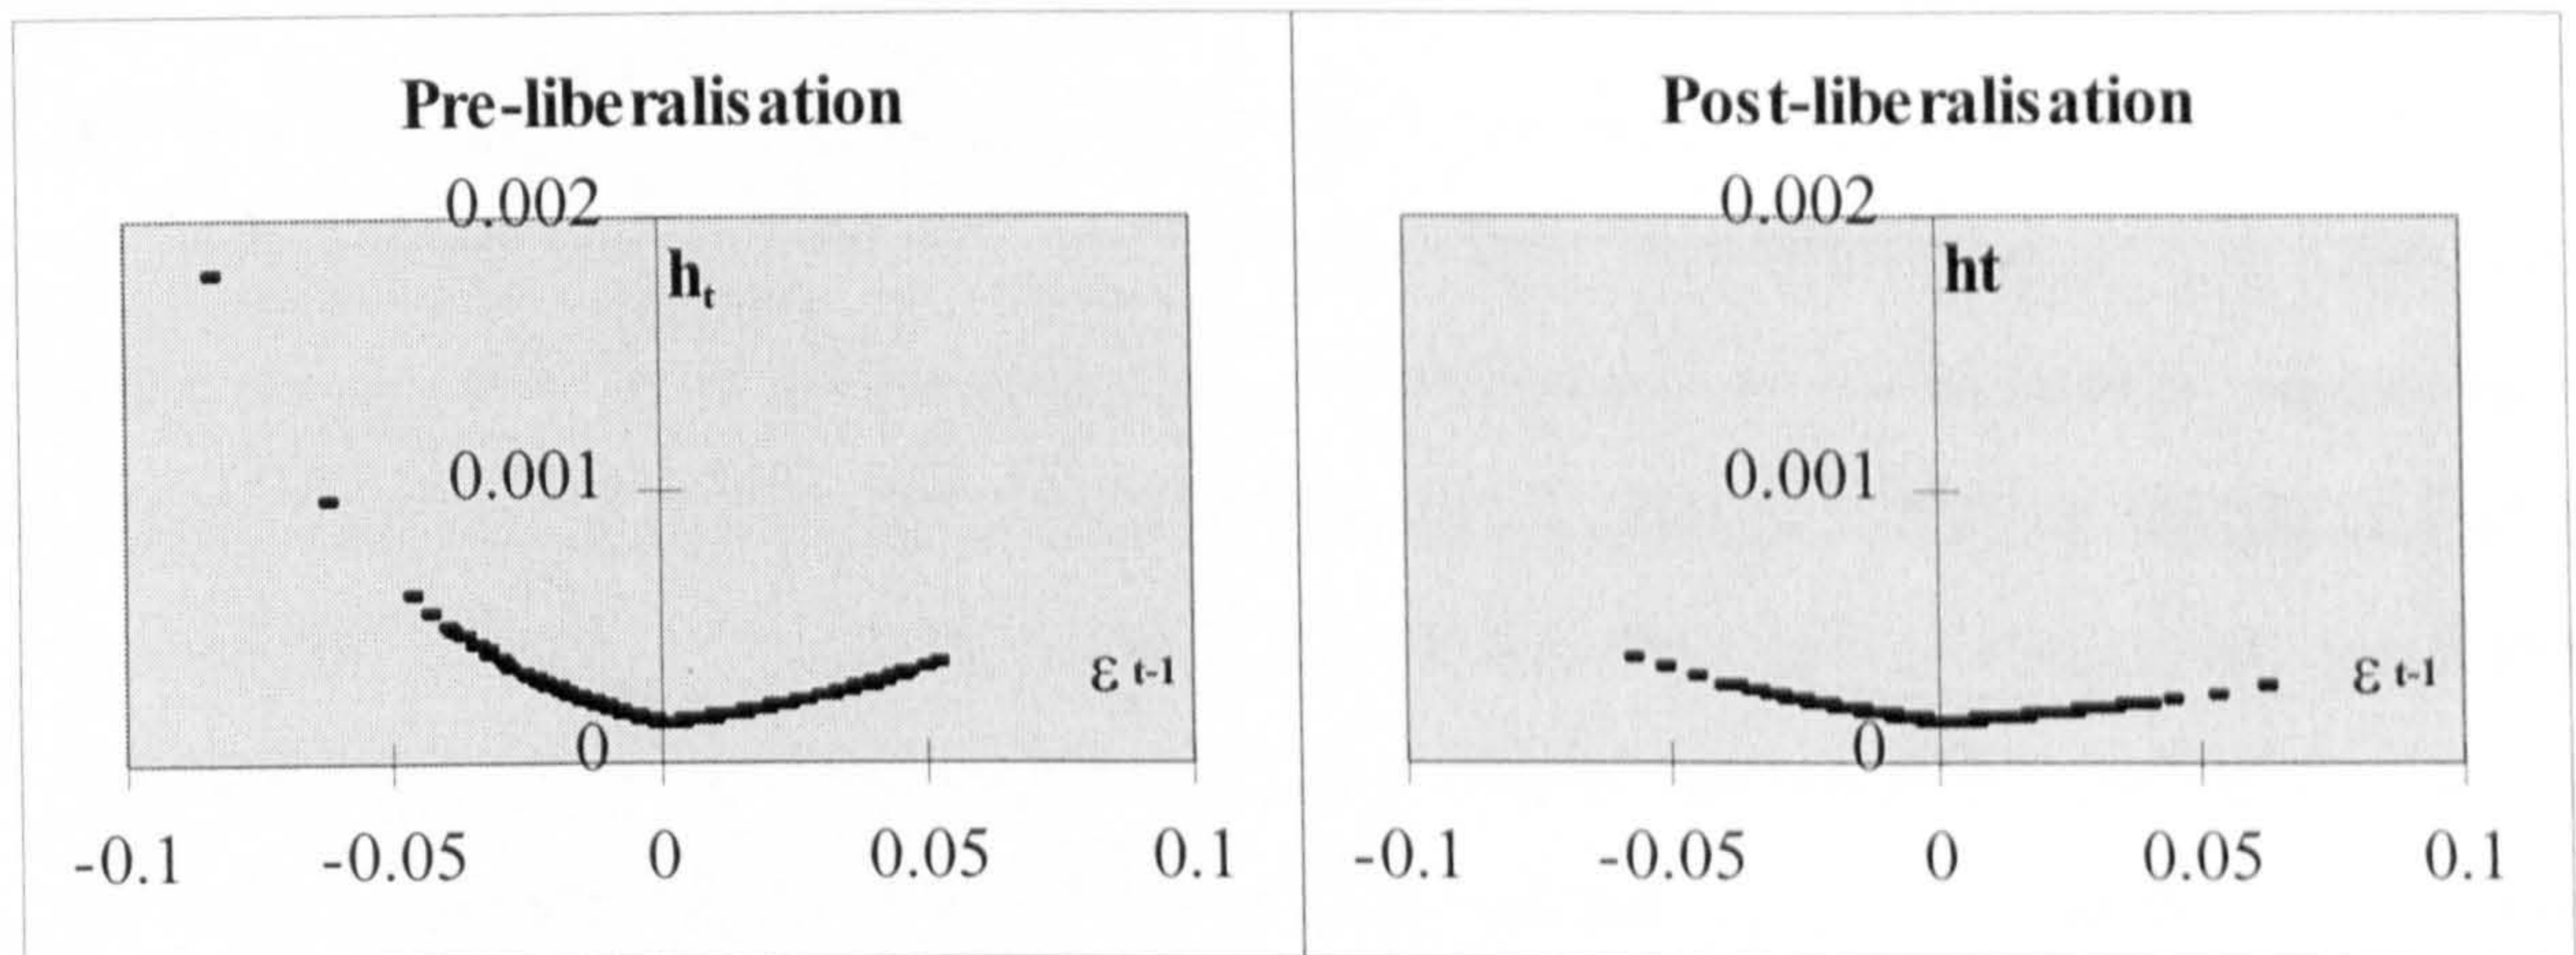 Pre-liberalisation
0.002
h_t
0.001
ε t-1
0
-0.1 -0.05 0 0.05 0.1
Post-liberalisation
0.002
ht
0.001
ε t-1
0
-0.1 -0.05 0 0.05 0.1